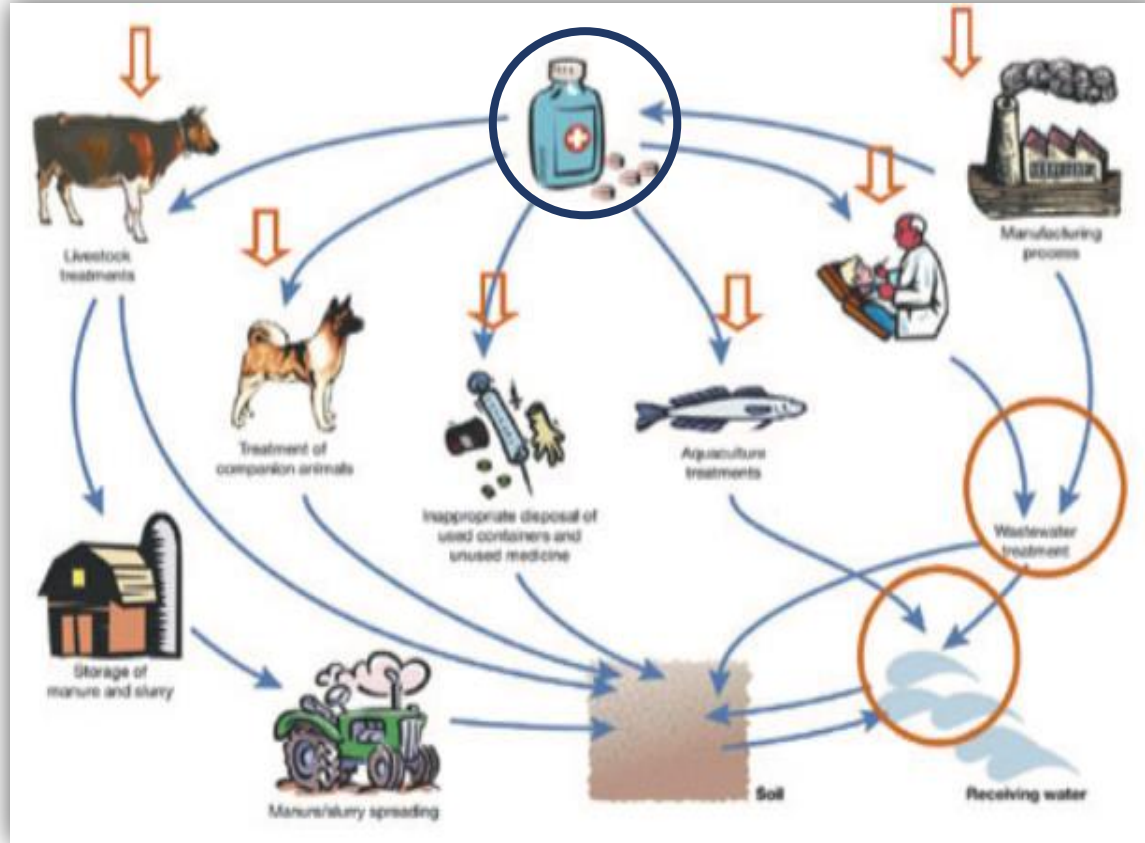 Livestock
treatments
Manufacturing
process
Treatment of
companion animals
Aquaculture
treatments
Inappropriate disposal of
used containers and
unused medicine
Wastewater
treatment
Storage of
manure and slurry
Manure/slurry spreading
Soil
Receiving water